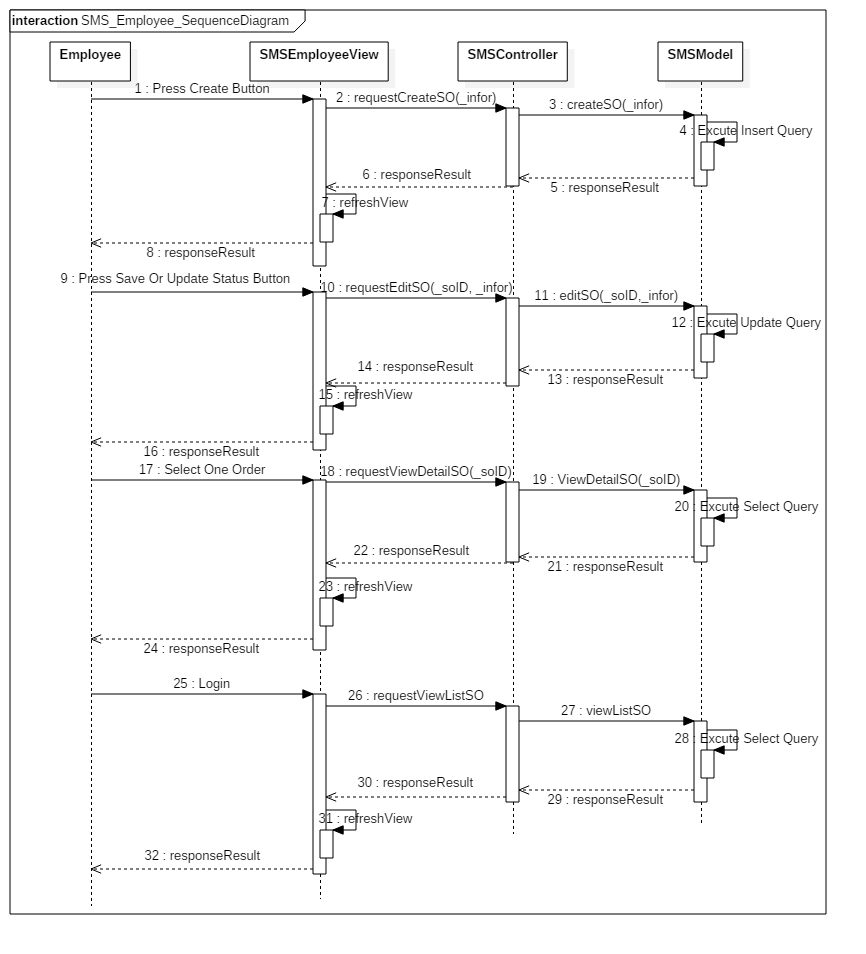 interaction SMS_Employee_SequenceDiagram
Employee
SMSEmployeeView
SMSController
SMSModel
1 : Press Create Button
2 : requestCreateSO(_infor)
3 : createSO(_infor)
4 : Excute Insert Query
5 : responseResult
6 : responseResult
7 : refreshView
8 : responseResult
9 : Press Save Or Update Status Button
10 : requestEditSO(_soID, _infor)
11 : editSO(_soID,_infor)
12 : Excute Update Query
13 : responseResult
14 : responseResult
15 : refreshView
16 : responseResult
17 : Select One Order
18 : requestViewDetailSO(_soID)
19 : ViewDetailSO(_soID)
20 : Excute Select Query
21 : responseResult
22 : responseResult
23 : refreshView
24 : responseResult
25 : Login
26 : requestViewListSO
27 : viewListSO
28 : Excute Select Query
29 : responseResult
30 : responseResult
31 : refreshView
32 : responseResult